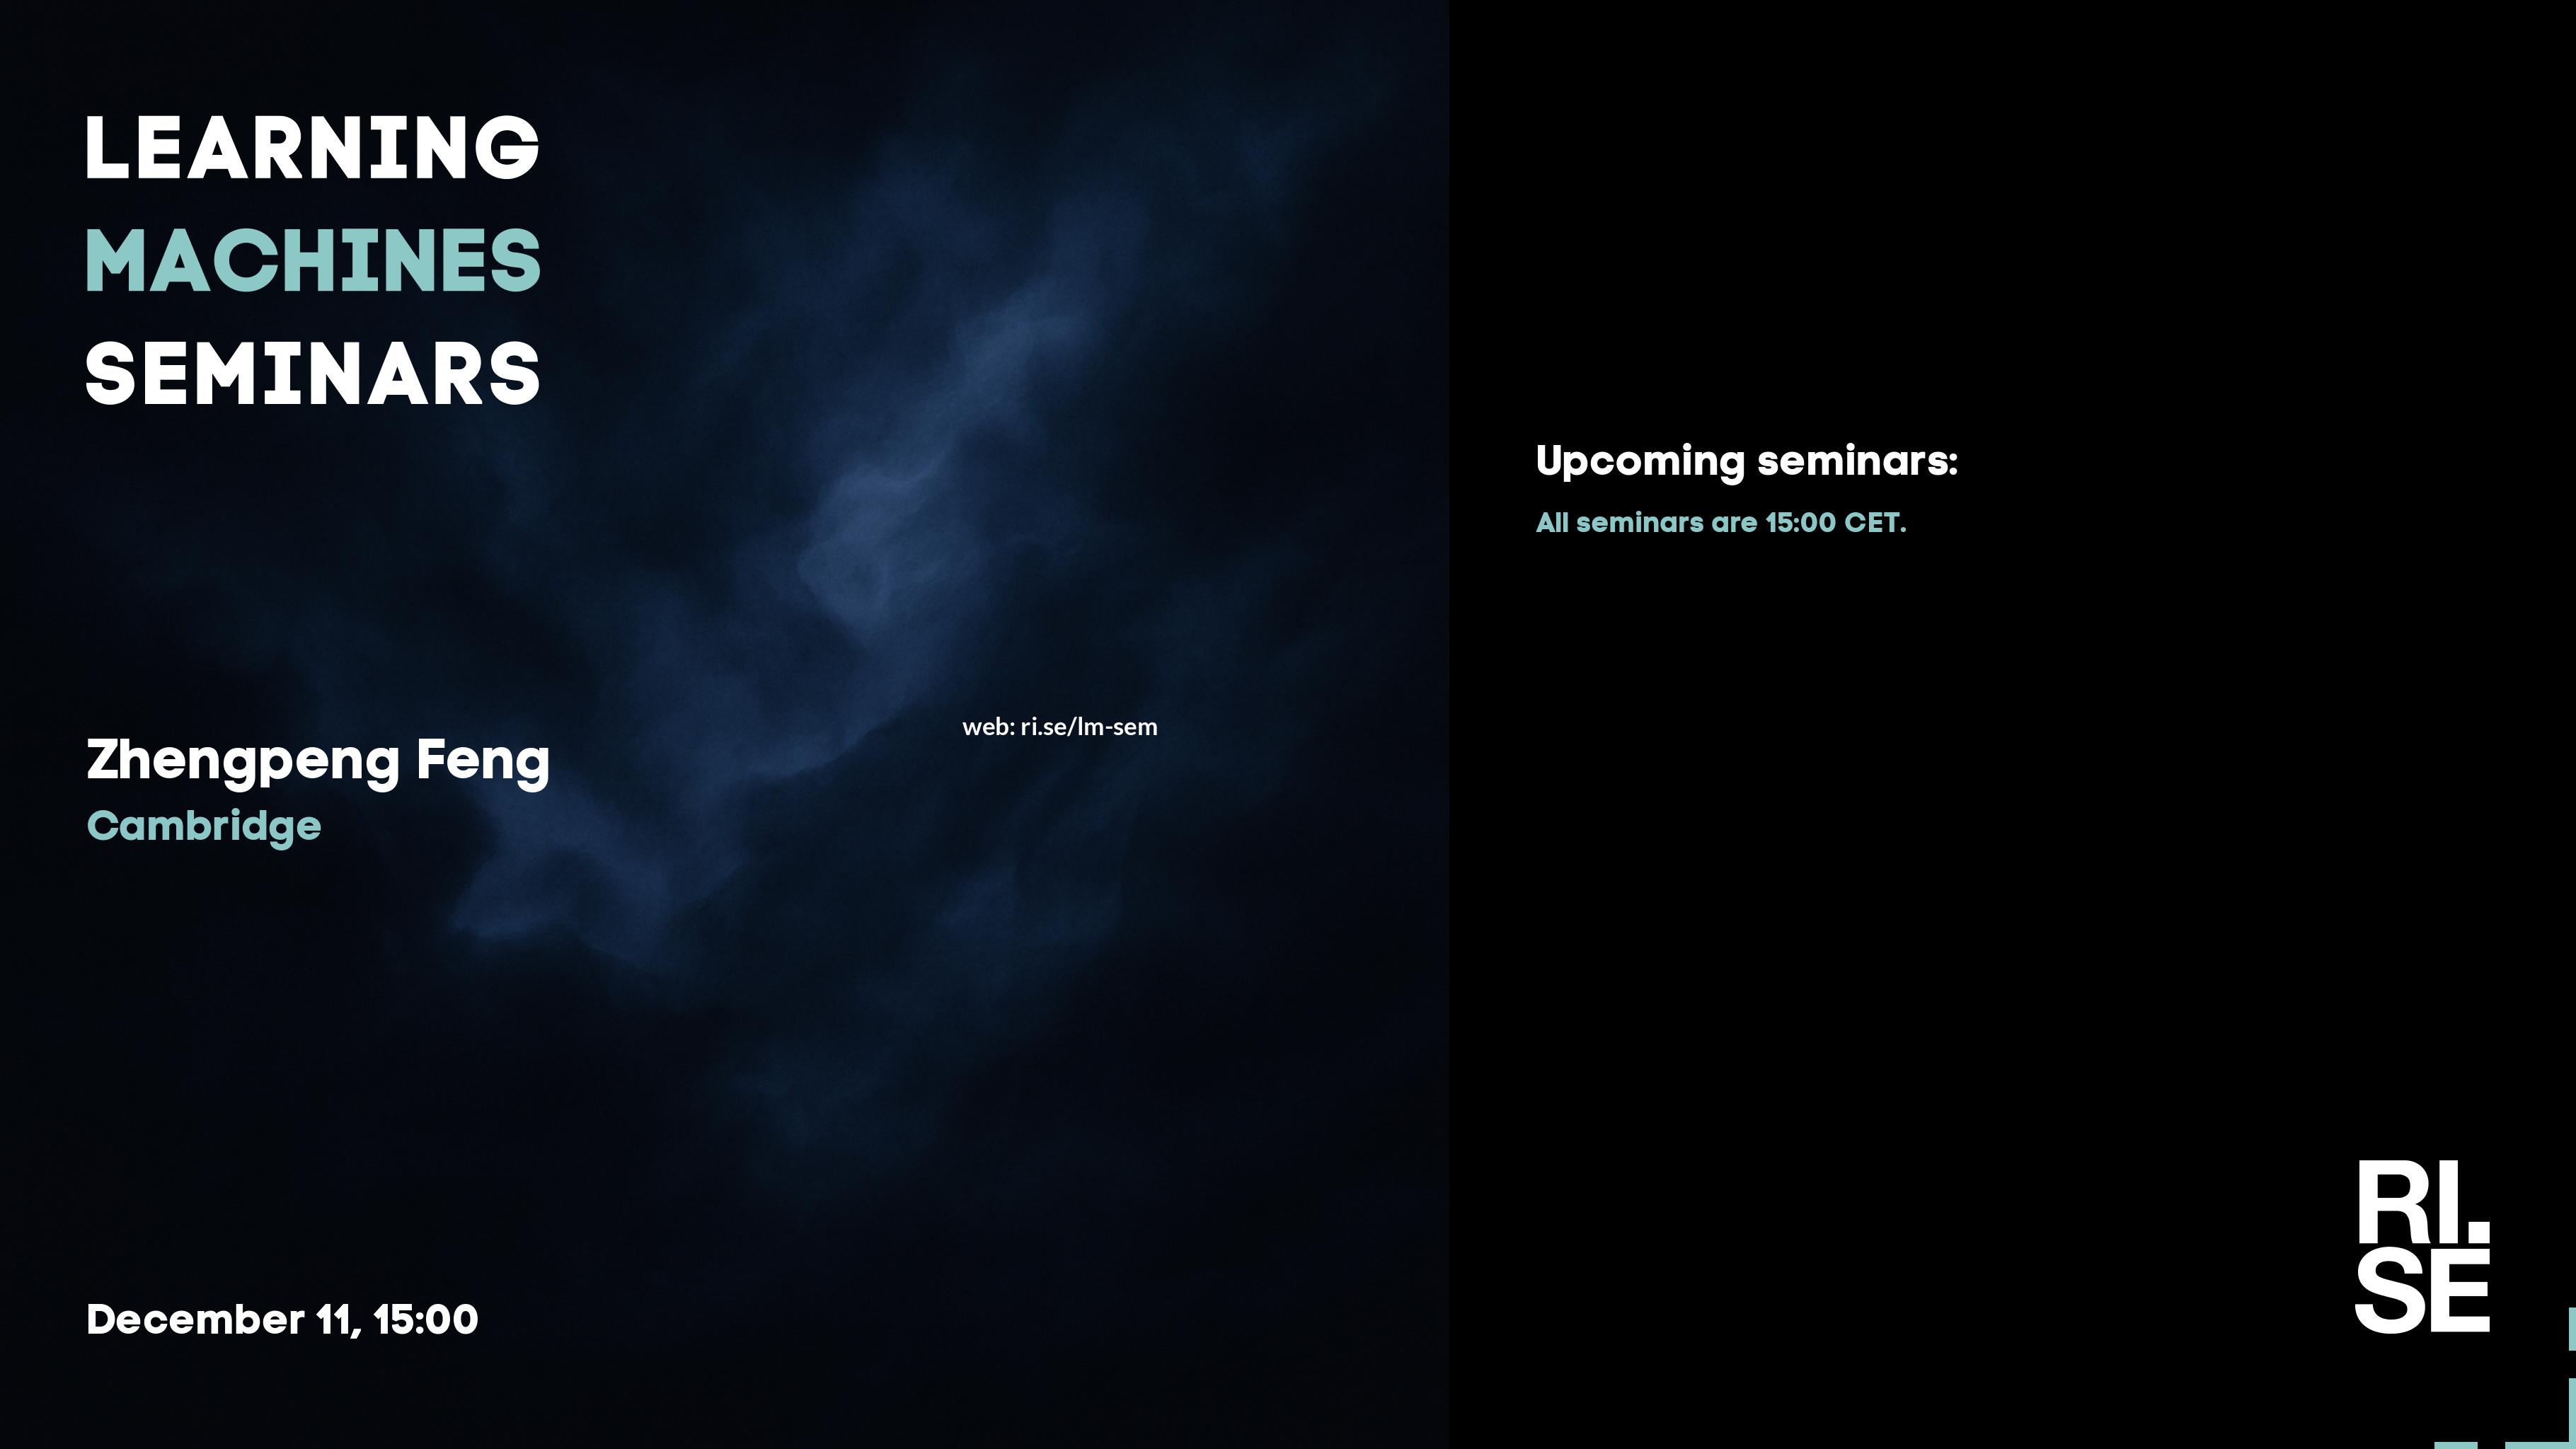 LEARNING
MACHINES
SEMINARS
Zhengpeng Feng
Cambridge
web: ri.se/lm-sem
December 11, 15:00
Upcoming seminars:
All seminars are 15:00 CET.
RI.
SE